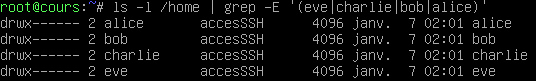 root@cours:~# ls -l /home | grep -E '(eve|charlie|bob|alice)'
drwx------ 2 alice accesSSH 4096 janv. 7 02:01 alice
drwx------ 2 bob accesSSH 4096 janv. 7 02:01 bob
drwx------ 2 charlie accesSSH 4096 janv. 7 02:01 charlie
drwx------ 2 eve accesSSH 4096 janv. 7 02:01 eve